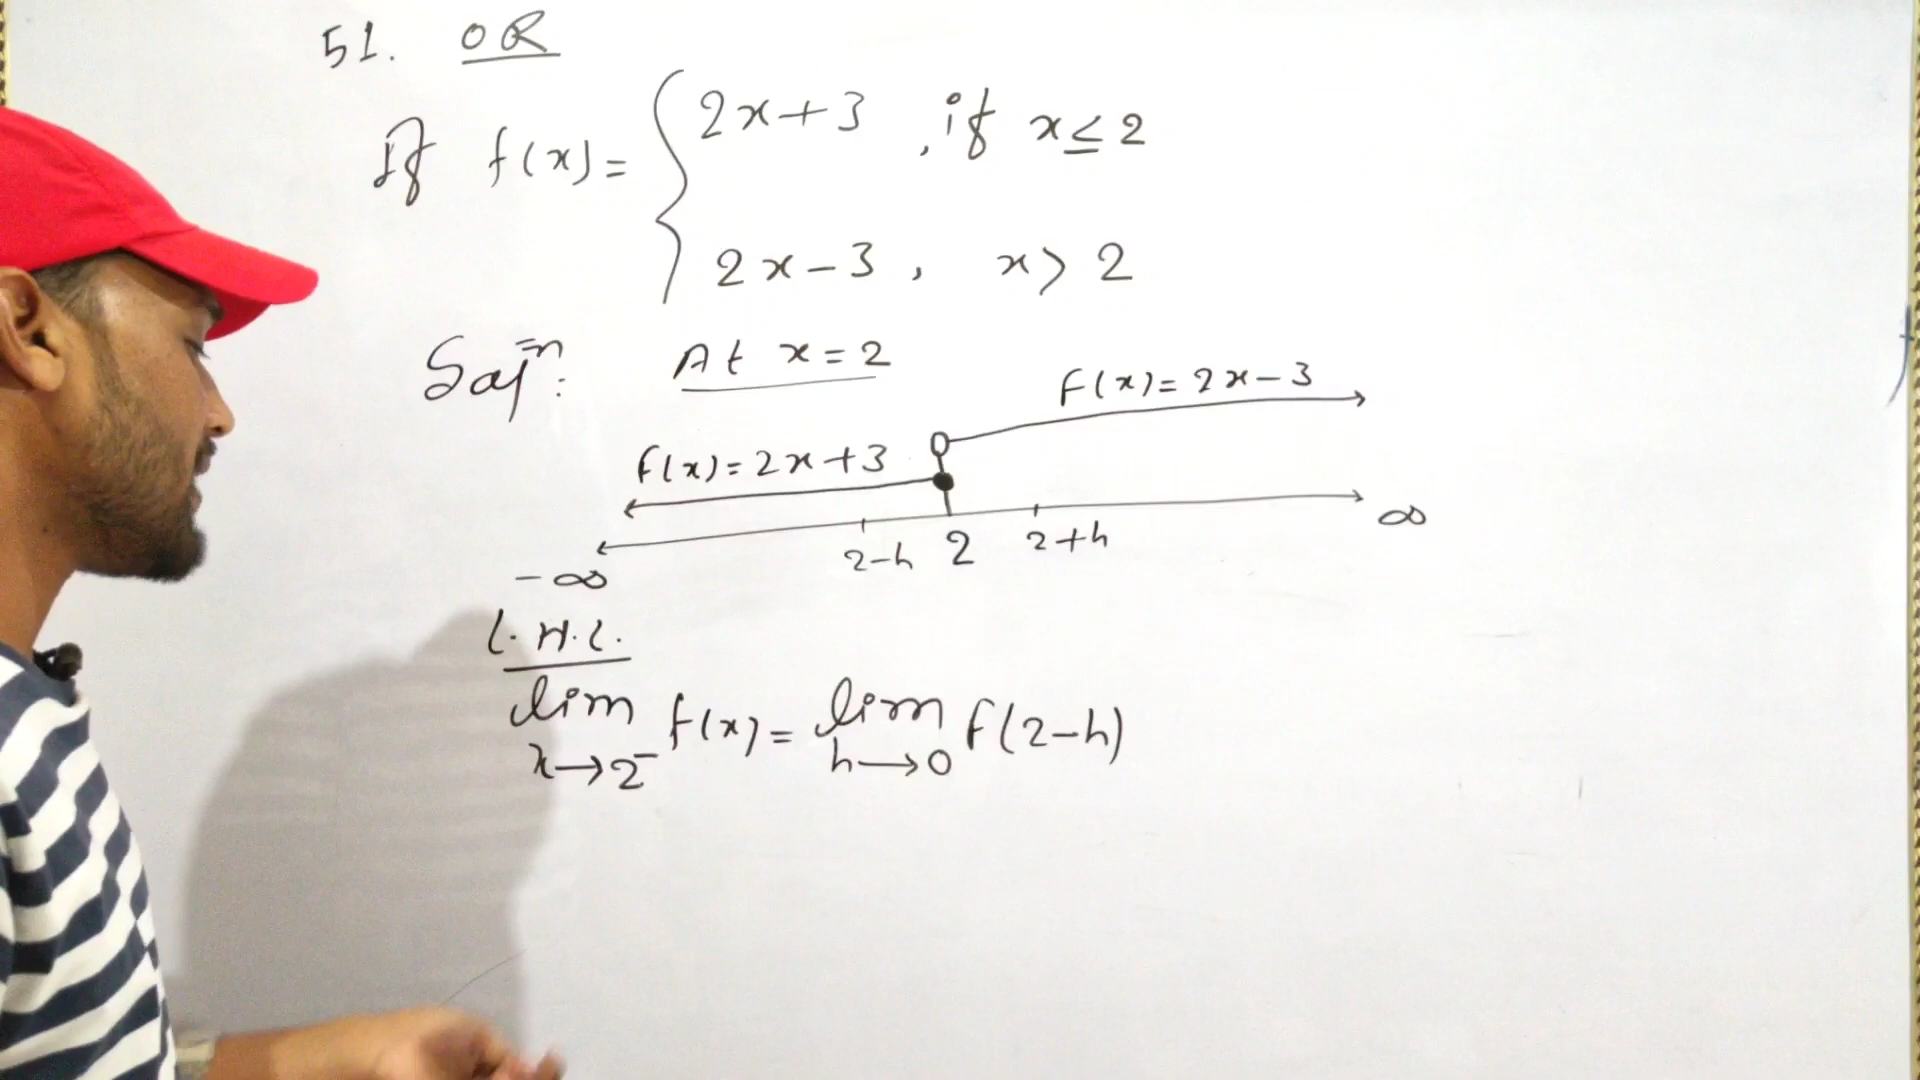 51. OR
If f(x) = { 2x+3 , if x ≤ 2
2x-3 , x > 2
Solⁿ: At x = 2
f(x) = 2x-3
f(x) = 2x+3
-∞ 2-h 2 2+h ∞
L.H.L.
lim x→2⁻ f(x) = lim h→0 f(2-h)